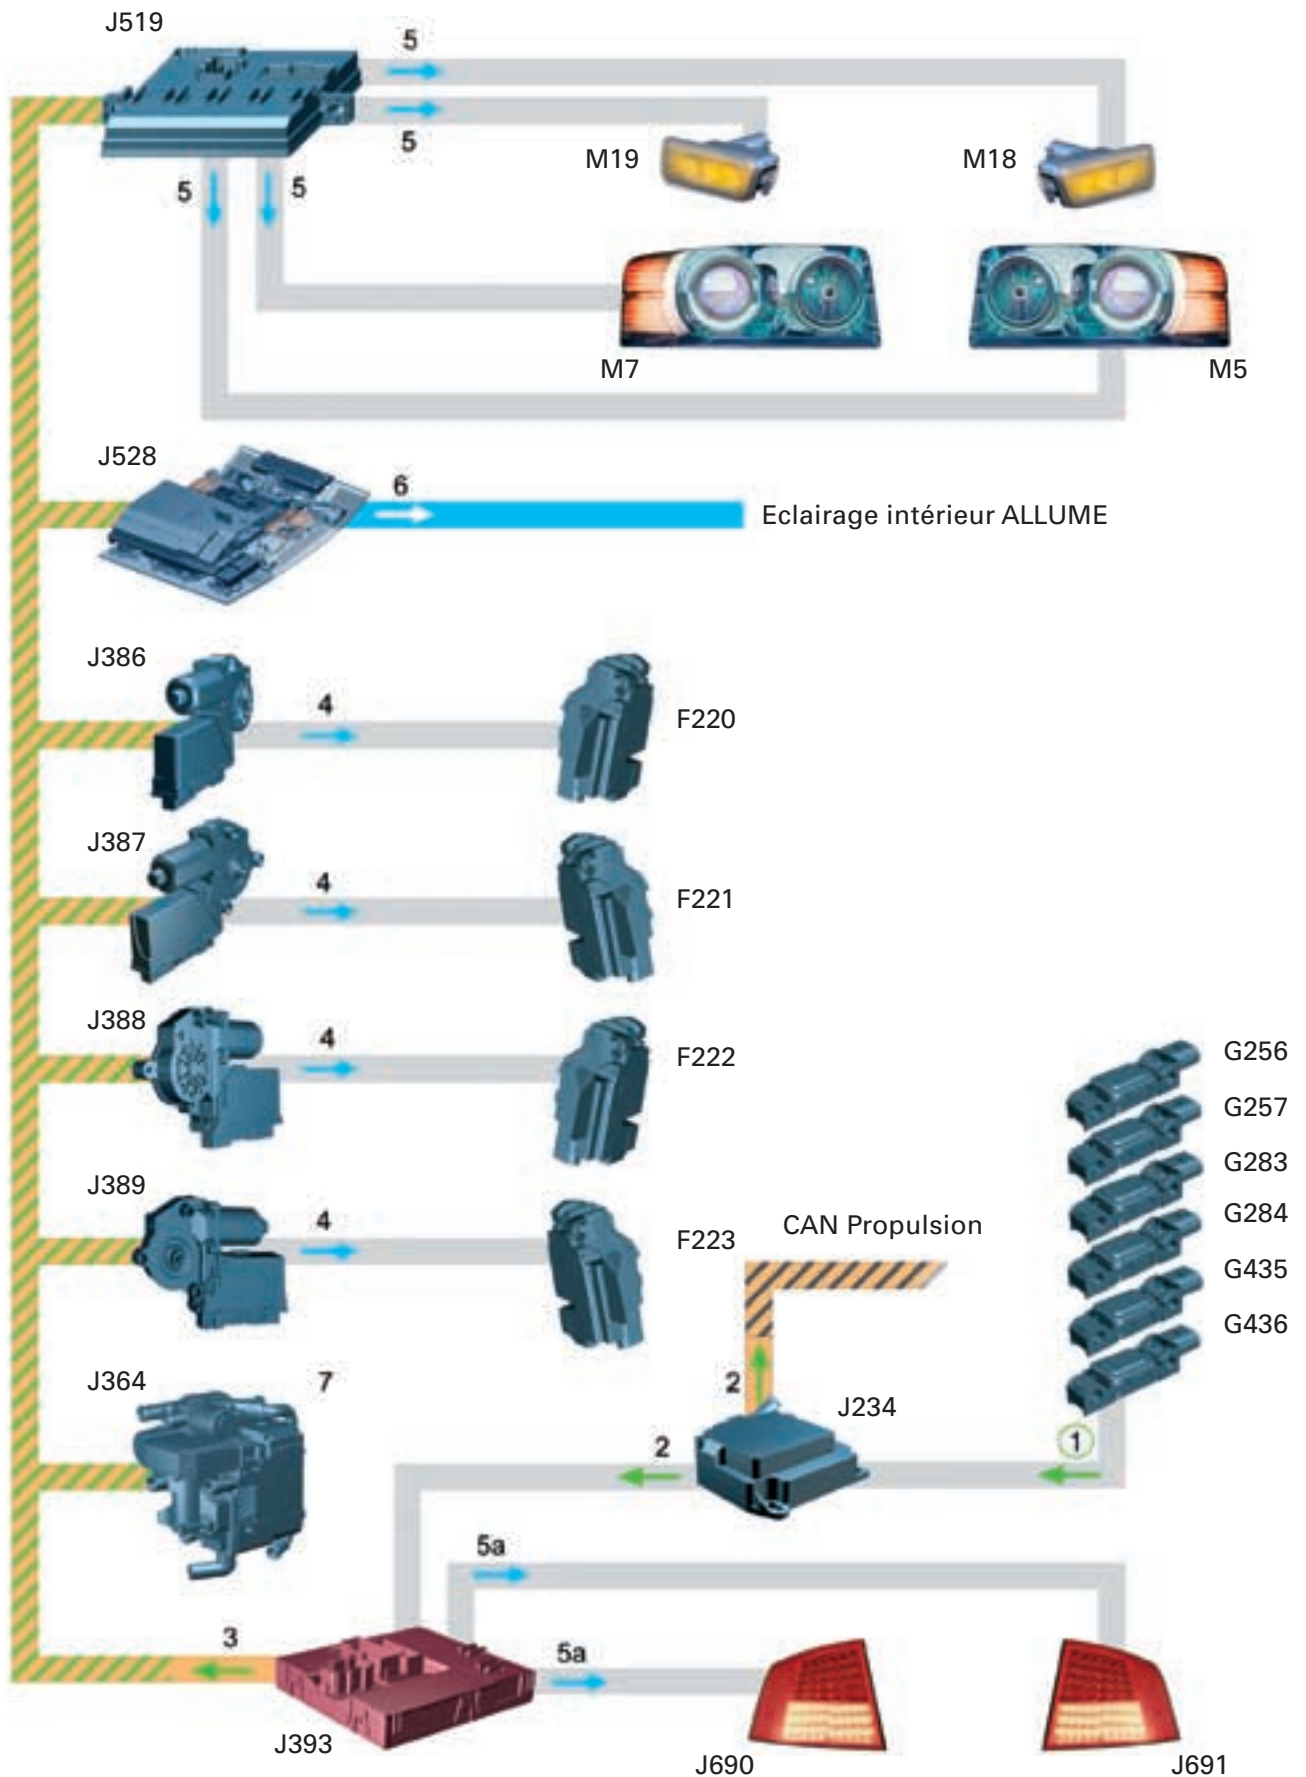 J519
5
5
M19
M18
5
5
M7
M5
J528
6
Eclairage intérieur ALLUME
J386
4
F220
J387
4
F221
J388
4
F222
G256
G257
G283
G284
G435
G436
J389
4
F223
CAN Propulsion
J364
7
2
J234
2
1
5a
3
5a
J393
J690
J691